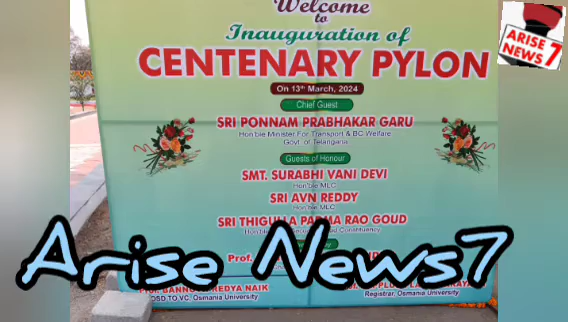 Welcome
to
Inauguration of
CENTENARY PYLON
On 13th March, 2024
Chief Guest
SRI PONNAM PRABHAKAR GARU
Hon'ble Minister For Transport & BC Welfare
Govt. of Telangana
Guests of Honour
SMT. SURABHI VANI DEVI
Hon'ble MLC
SRI AVN REDDY
Hon'ble MLC
SRI THIGULLA PADMA RAO GOUD
Constituency
Prof.
OSD TO VC, Osmania University
Registrar, Osmania University
ARISE
NEWS 7
Arise News7